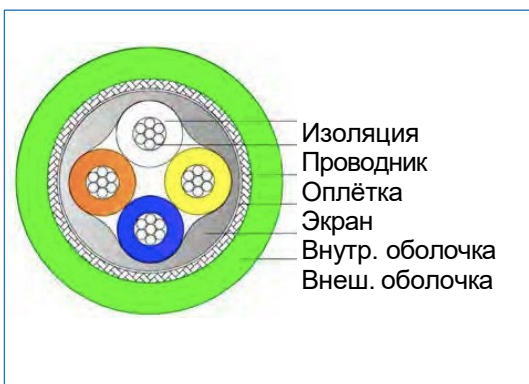 Изоляция
Проводник
Оплётка
Экран
Внутр. оболочка
Внеш. оболочка